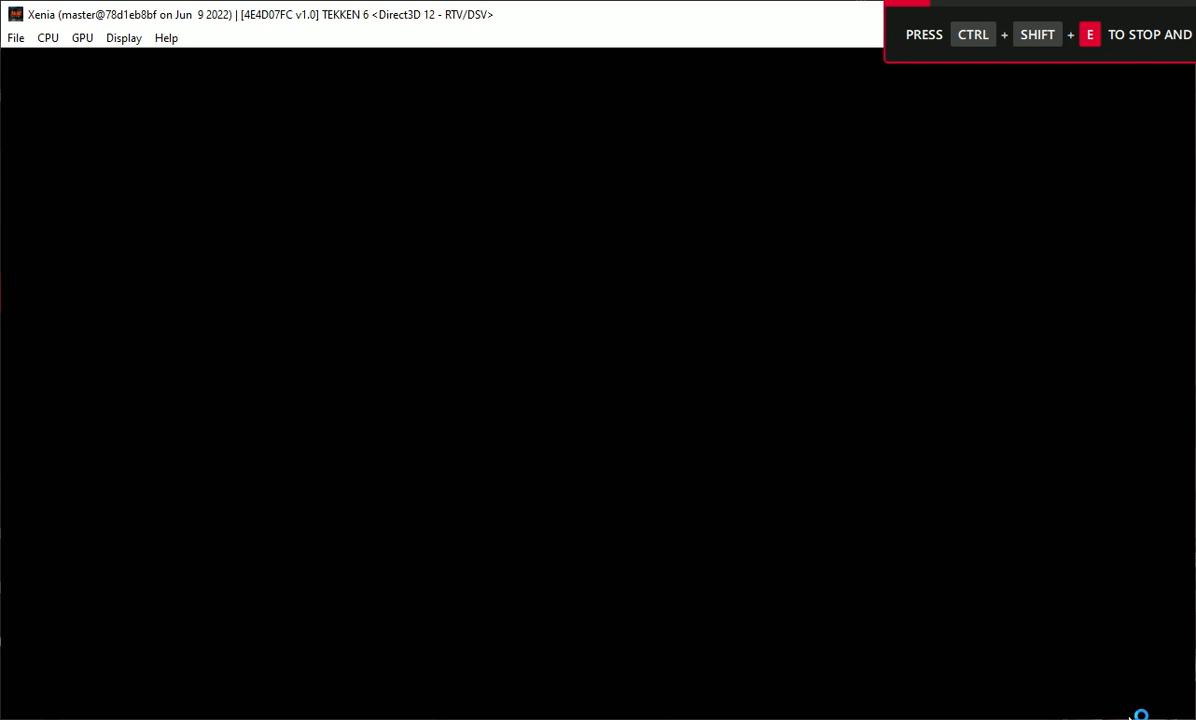 Xenia (master@78d1eb8bf on Jun 9 2022) | [4E4D07FC v1.0] TEKKEN 6 <Direct3D 12 - RTV/DSV>
File CPU GPU Display Help
PRESS CTRL + SHIFT + E TO STOP AND